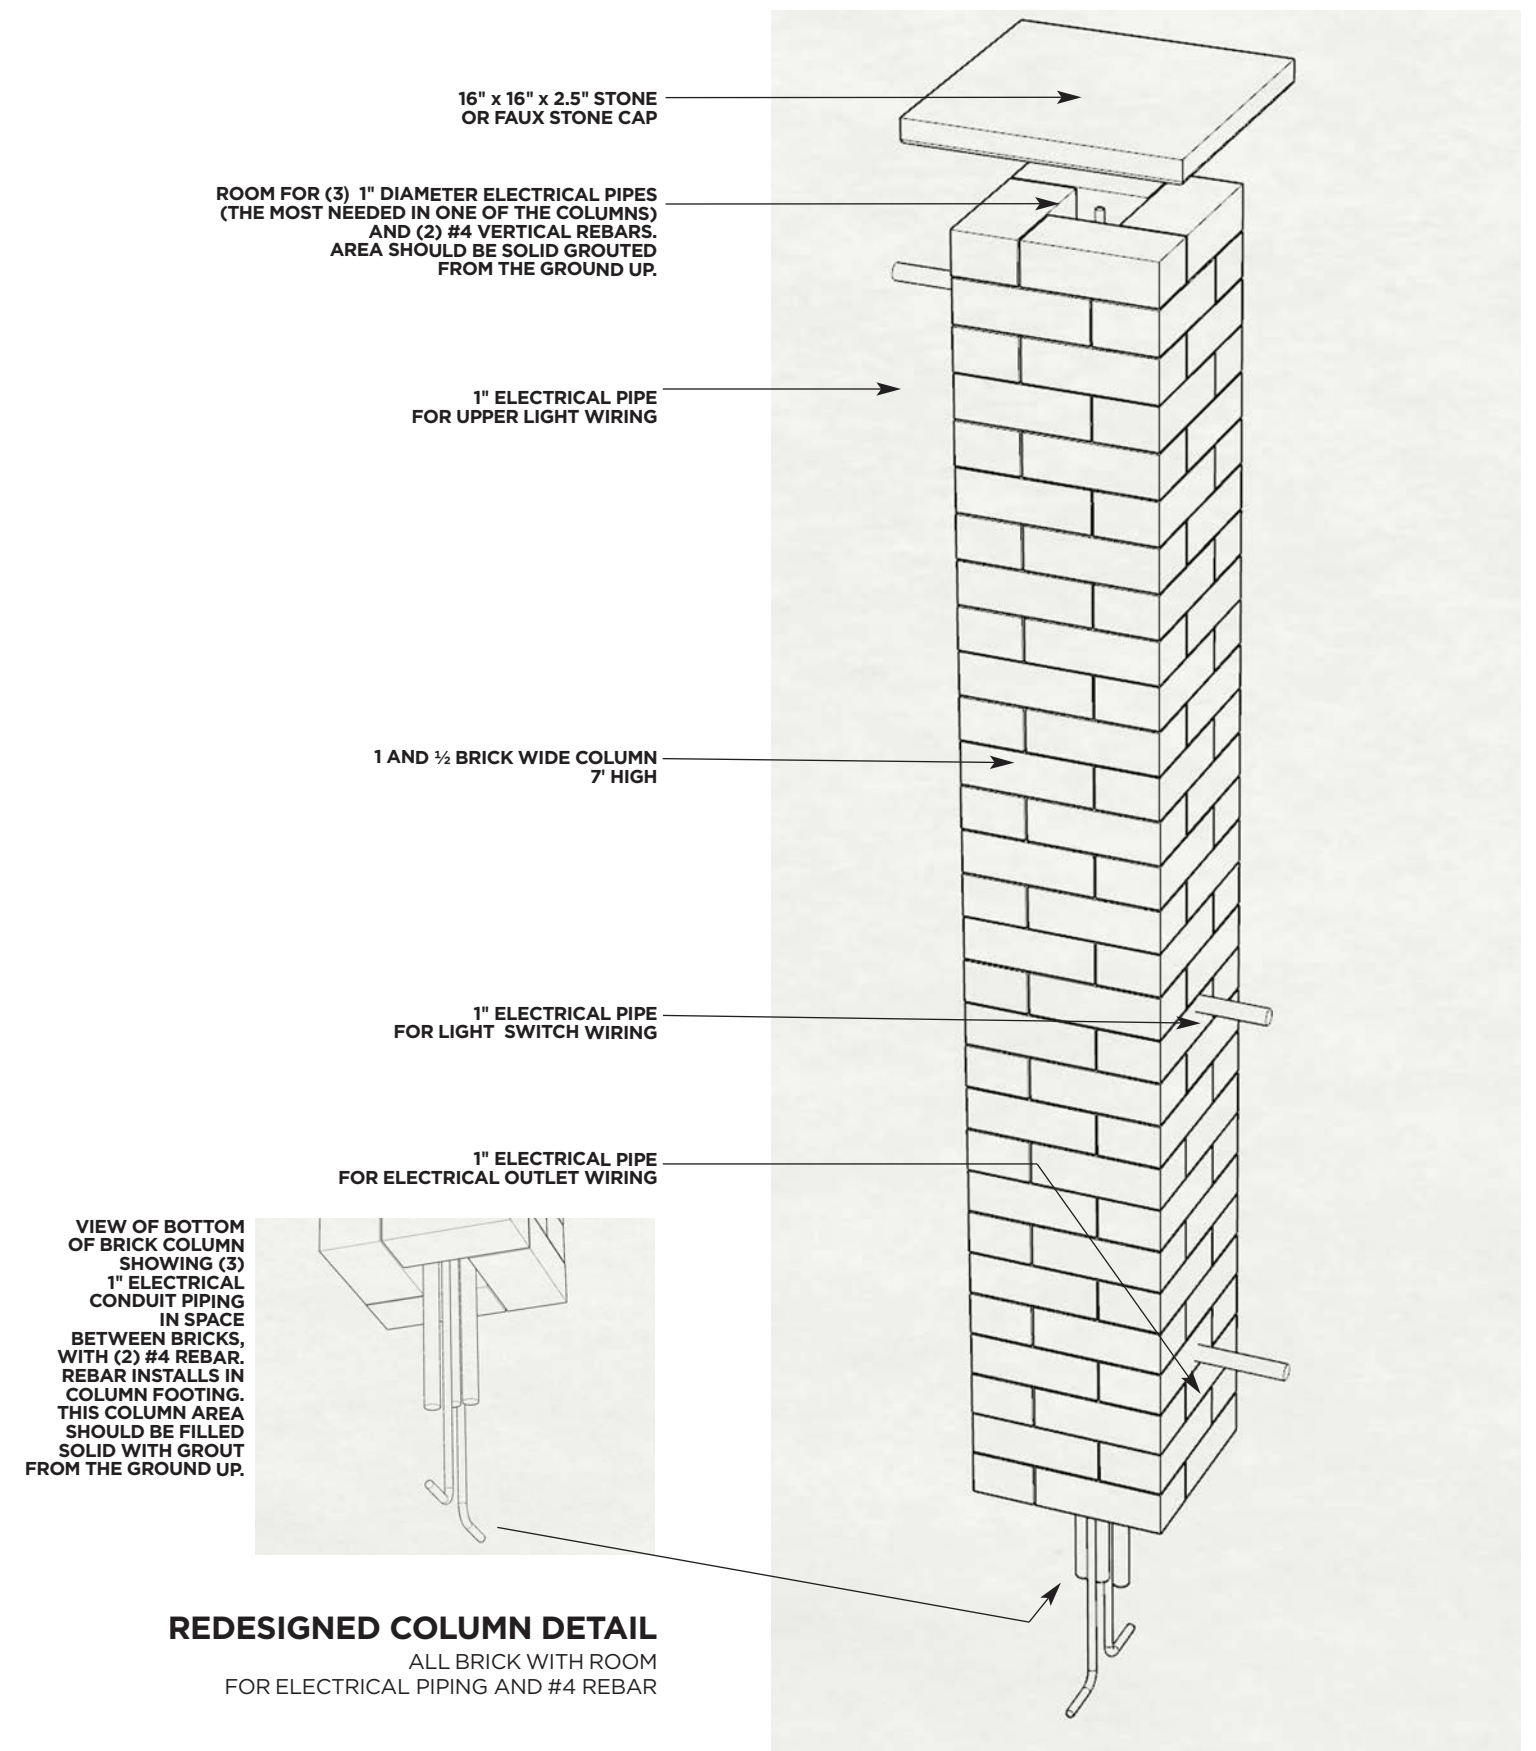 16" x 16" x 2.5" STONE
OR FAUX STONE CAP
ROOM FOR (3)  1" DIAMETER ELECTRICAL PIPES
(THE MOST NEEDED IN ONE OF THE COLUMNS)
AND (2) #4 VERTICAL REBARS.
AREA SHOULD BE SOLID GROUTED
FROM THE GROUND UP.
1" ELECTRICAL PIPE
FOR UPPER LIGHT WIRING
1 AND ½ BRICK WIDE COLUMN
7' HIGH
1" ELECTRICAL PIPE
FOR LIGHT  SWITCH WIRING
1" ELECTRICAL PIPE
FOR ELECTRICAL OUTLET WIRING
VIEW OF BOTTOM
OF BRICK COLUMN
SHOWING (3)
1" ELECTRICAL
CONDUIT PIPING
IN SPACE
BETWEEN BRICKS,
WITH (2) #4 REBAR.
REBAR INSTALLS IN
COLUMN FOOTING.
THIS COLUMN AREA
SHOULD BE FILLED
SOLID WITH GROUT
FROM THE GROUND UP.
REDESIGNED COLUMN DETAIL
ALL BRICK WITH ROOM
FOR ELECTRICAL PIPING AND #4 REBAR